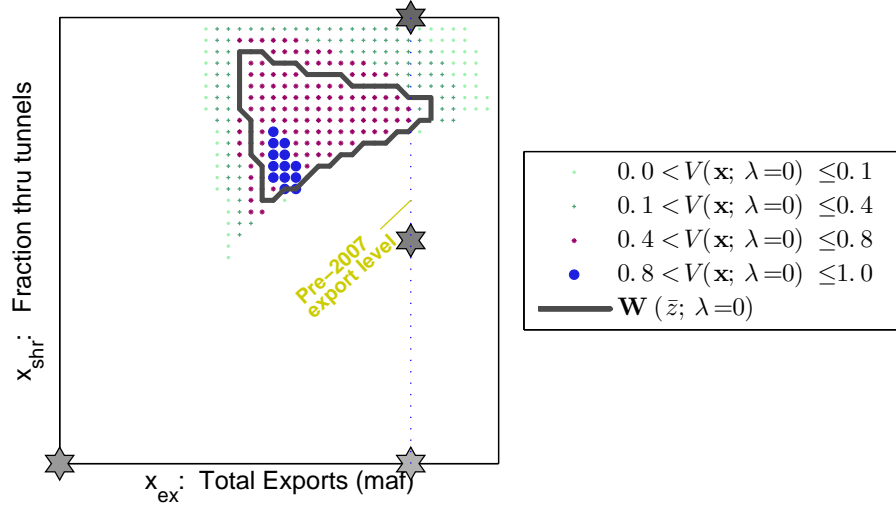 x_shr: Fraction thru tunnels
Pre−2007
export level
x_ex: Total Exports (maf)
0.0 < V(x; λ=0) ≤0.1
0.1 < V(x; λ=0) ≤0.4
0.4 < V(x; λ=0) ≤0.8
0.8 < V(x; λ=0) ≤1.0
W (z̄; λ=0)